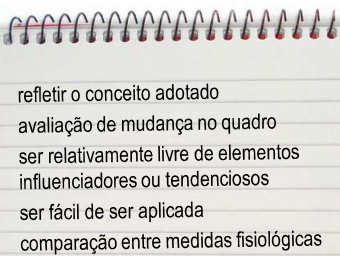 refletir o conceito adotado
avaliação de mudança no quadro
ser relativamente livre de elementos
influenciadores ou tendenciosos
ser fácil de ser aplicada
comparação entre medidas fisiológicas